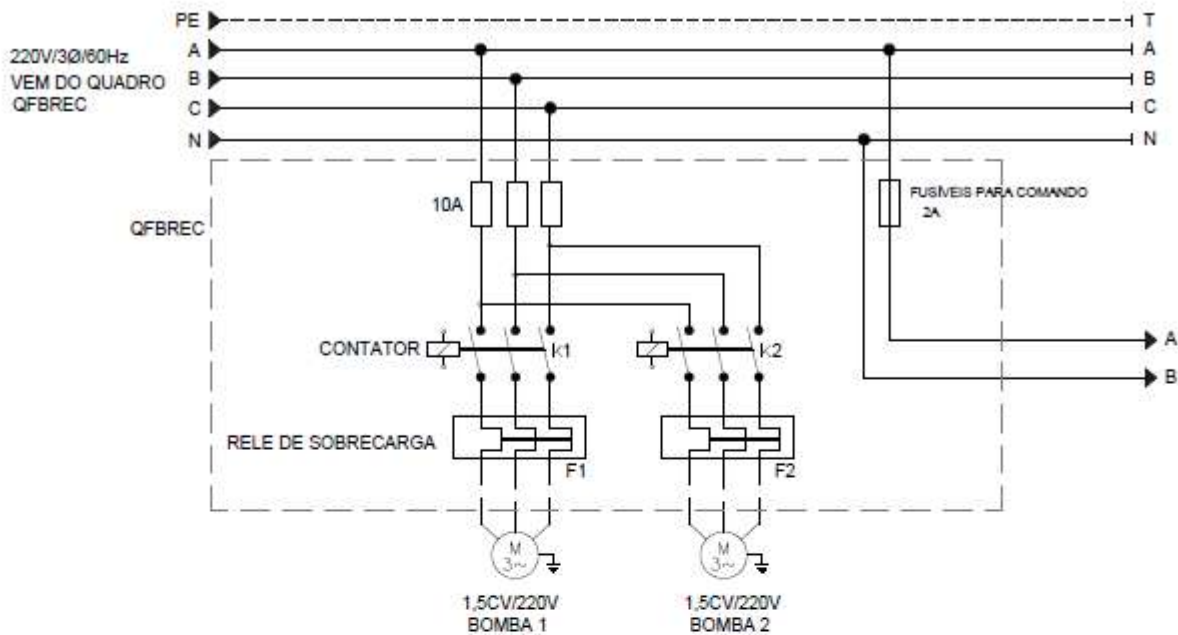 PE T
220V/3Ø/60Hz A A
VEM DO QUADRO B B
QFBREC C C
N N
10A FUSÍVEIS PARA COMANDO
2A
QFBREC
CONTATOR K1 K2 A
B
RELE DE SOBRECARGA
F1 F2
M M
3~ 3~
1,5CV/220V 1,5CV/220V
BOMBA 1 BOMBA 2